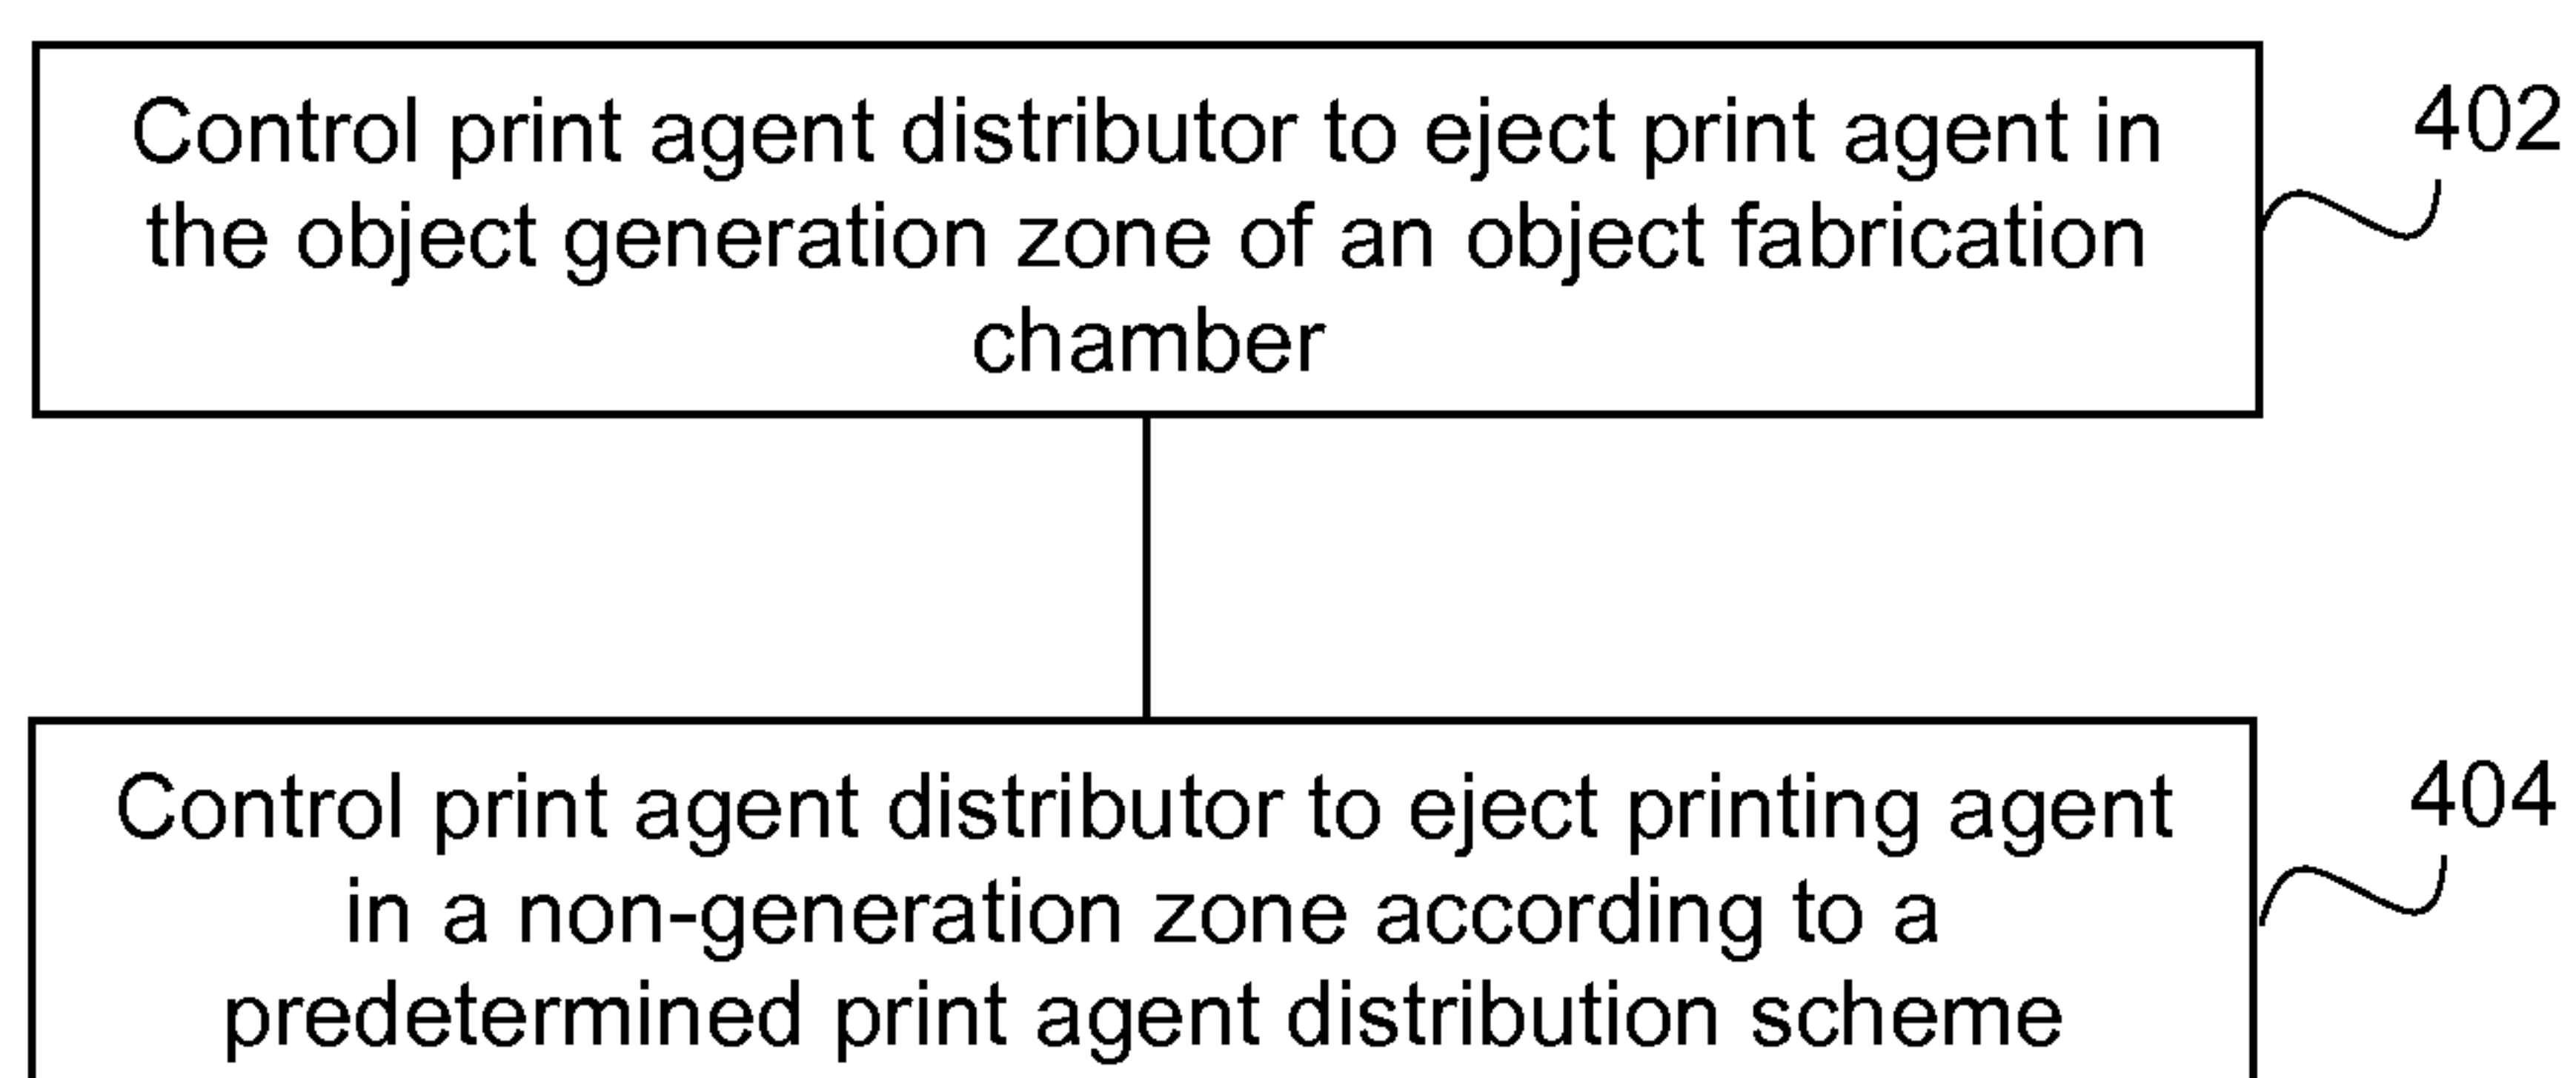 Control print agent distributor to eject print agent in
402
the object generation zone of an object fabrication
chamber
Control print agent distributor to eject printing agent
404
in a non-generation zone according to a
predetermined print agent distribution scheme